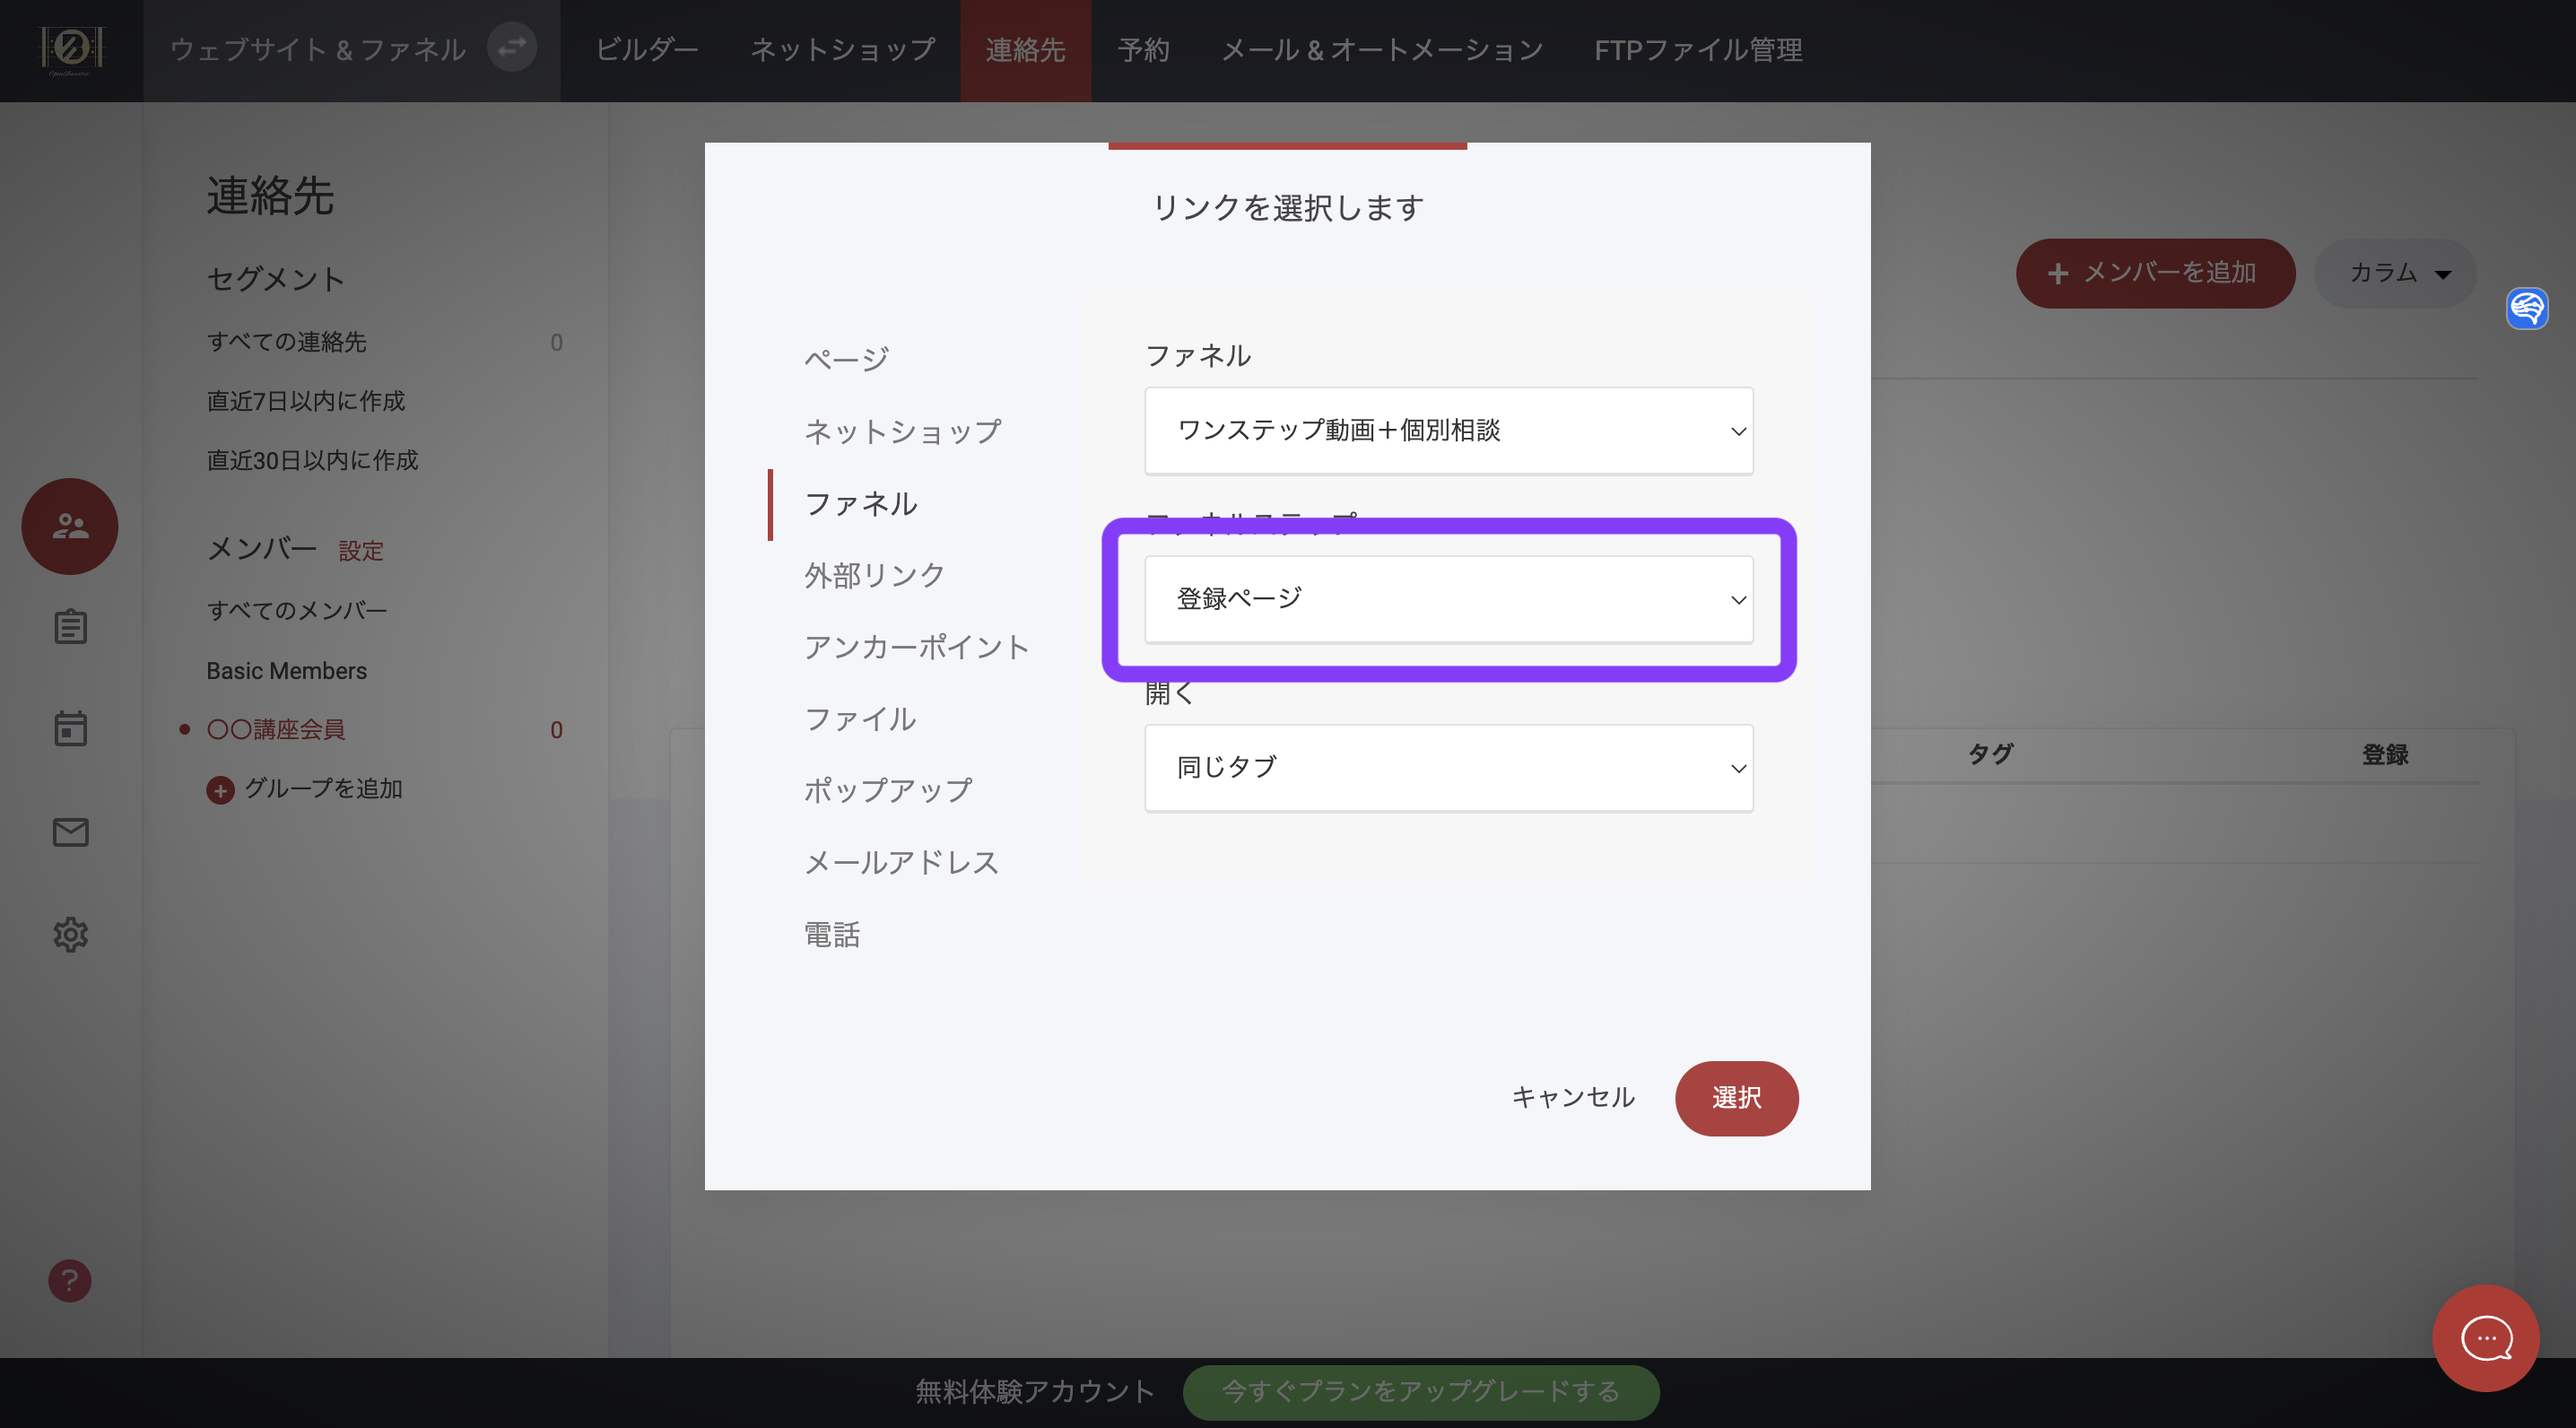 ウェブサイト & ファネル
ビルダー
ネットショップ
連絡先
予約
メール & オートメーション
FTPファイル管理
連絡先
セグメント
すべての連絡先 0
直近7日以内に作成
直近30日以内に作成
メンバー 設定
すべてのメンバー
Basic Members
〇〇講座会員 0
グループを追加
メンバーを追加
カラム
タグ
登録
リンクを選択します
ページ
ネットショップ
ファネル
外部リンク
アンカーポイント
ファイル
ポップアップ
メールアドレス
電話
ファネル
ワンステップ動画＋個別相談
ファネルステップ
登録ページ
開く
同じタブ
キャンセル
選択
無料体験アカウント
今すぐプランをアップグレードする